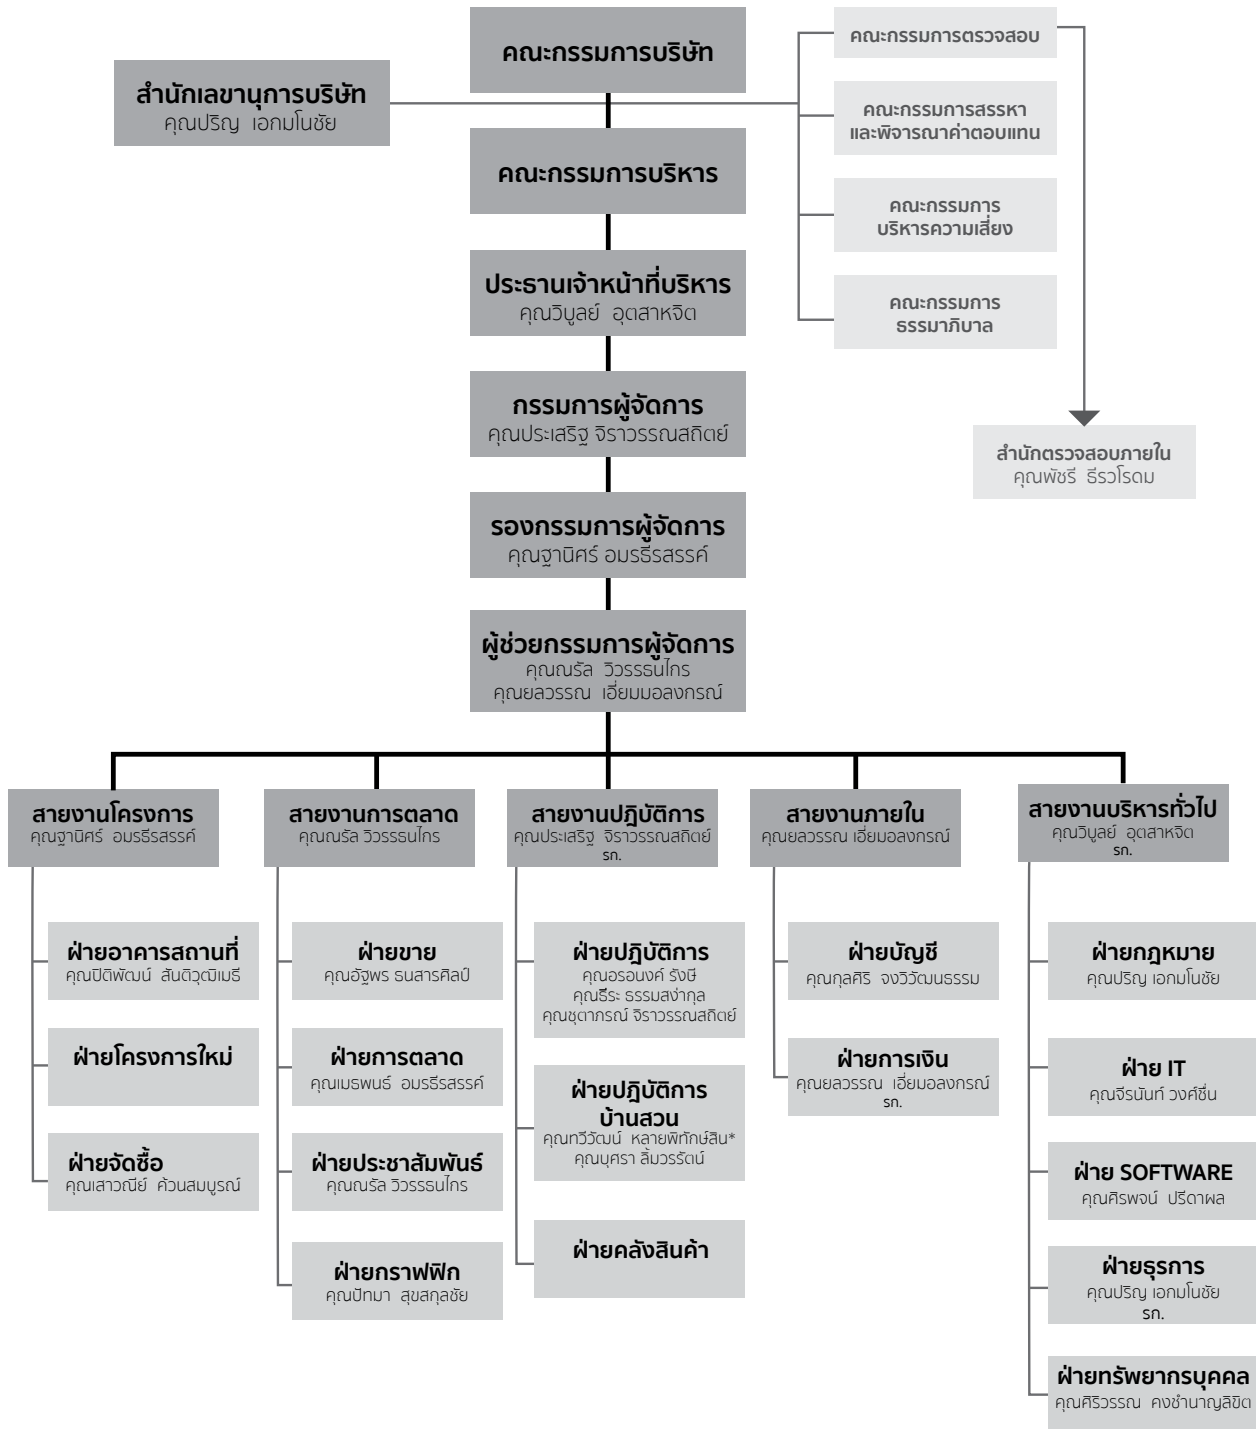 คณะกรรมการบริษัท
สำนักเลขานุการบริษัท
คุณปริญ เอกมโนชัย
คณะกรรมการตรวจสอบ
คณะกรรมการสรรหา
และพิจารณาค่าตอบแทน
คณะกรรมการ
บริหารความเสี่ยง
คณะกรรมการ
ธรรมาภิบาล
สำนักตรวจสอบภายใน
คุณพัชรี ธีรวโรดม
คณะกรรมการบริหาร
ประธานเจ้าหน้าที่บริหาร
คุณวิบูลย์ อุตสาหจิต
กรรมการผู้จัดการ
คุณประเสริฐ จิราวรรณสถิตย์
รองกรรมการผู้จัดการ
คุณฐานิศร์ อมรธีรสรรค์
ผู้ช่วยกรรมการผู้จัดการ
คุณณรัล วิวรรธนไกร
คุณยลวรรณ เอี่ยมมอลงกรณ์
สายงานโครงการ
คุณฐานิศร์ อมรธีรสรรค์
ฝ่ายอาคารสถานที่
คุณปิติพัฒน์ สันติวุฒิเมธี
ฝ่ายโครงการใหม่
ฝ่ายจัดซื้อ
คุณเสาวณีย์ ค้วนสมบูรณ์
สายงานการตลาด
คุณณรัล วิวรรธนไกร
ฝ่ายขาย
คุณอัฐพร ธนสารศิลป์
ฝ่ายการตลาด
คุณเมธพนธ์ อมรธีรสรรค์
ฝ่ายประชาสัมพันธ์
คุณณรัล วิวรรธนไกร
ฝ่ายกราฟฟิก
คุณปัทมา สุขสกุลชัย
สายงานปฎิบัติการ
คุณประเสริฐ จิราวรรณสถิตย์
รก.
ฝ่ายปฎิบัติการ
คุณอรอนงค์ รังษี
คุณธีระ ธรรมสง่ากุล
คุณชุตาภรณ์ จิราวรรณสถิตย์
ฝ่ายปฎิบัติการ
บ้านสวน
คุณทวีวัฒน์ หลายพิทักษ์สิน*
คุณบุศรา ลิ้มวรรัตน์
ฝ่ายคลังสินค้า
สายงานภายใน
คุณยลวรรณ เอี่ยมมอลงกรณ์
ฝ่ายบัญชี
คุณกุลศิริ จงวิวัฒนธรรม
ฝ่ายการเงิน
คุณยลวรรณ เอี่ยมมอลงกรณ์
รก.
สายงานบริหารทั่วไป
คุณวิบูลย์ อุตสาหจิต
รก.
ฝ่ายกฎหมาย
คุณปริญ เอกมโนชัย
ฝ่าย IT
คุณจีรนันท์ วงศ์ชื่น
ฝ่าย SOFTWARE
คุณศิรพจน์ ปรีดาผล
ฝ่ายธุรการ
คุณปริญ เอกมโนชัย
รก.
ฝ่ายทรัพยากรบุคคล
คุณศิริวรรณ คงชำนาญลิขิต